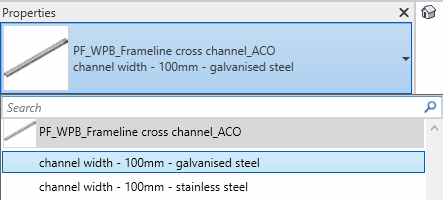 Properties
PF_WPB_Frameline cross channel_ACO
channel width - 100mm - galvanised steel
Search
PF_WPB_Frameline cross channel_ACO
channel width - 100mm - galvanised steel
channel width - 100mm - stainless steel